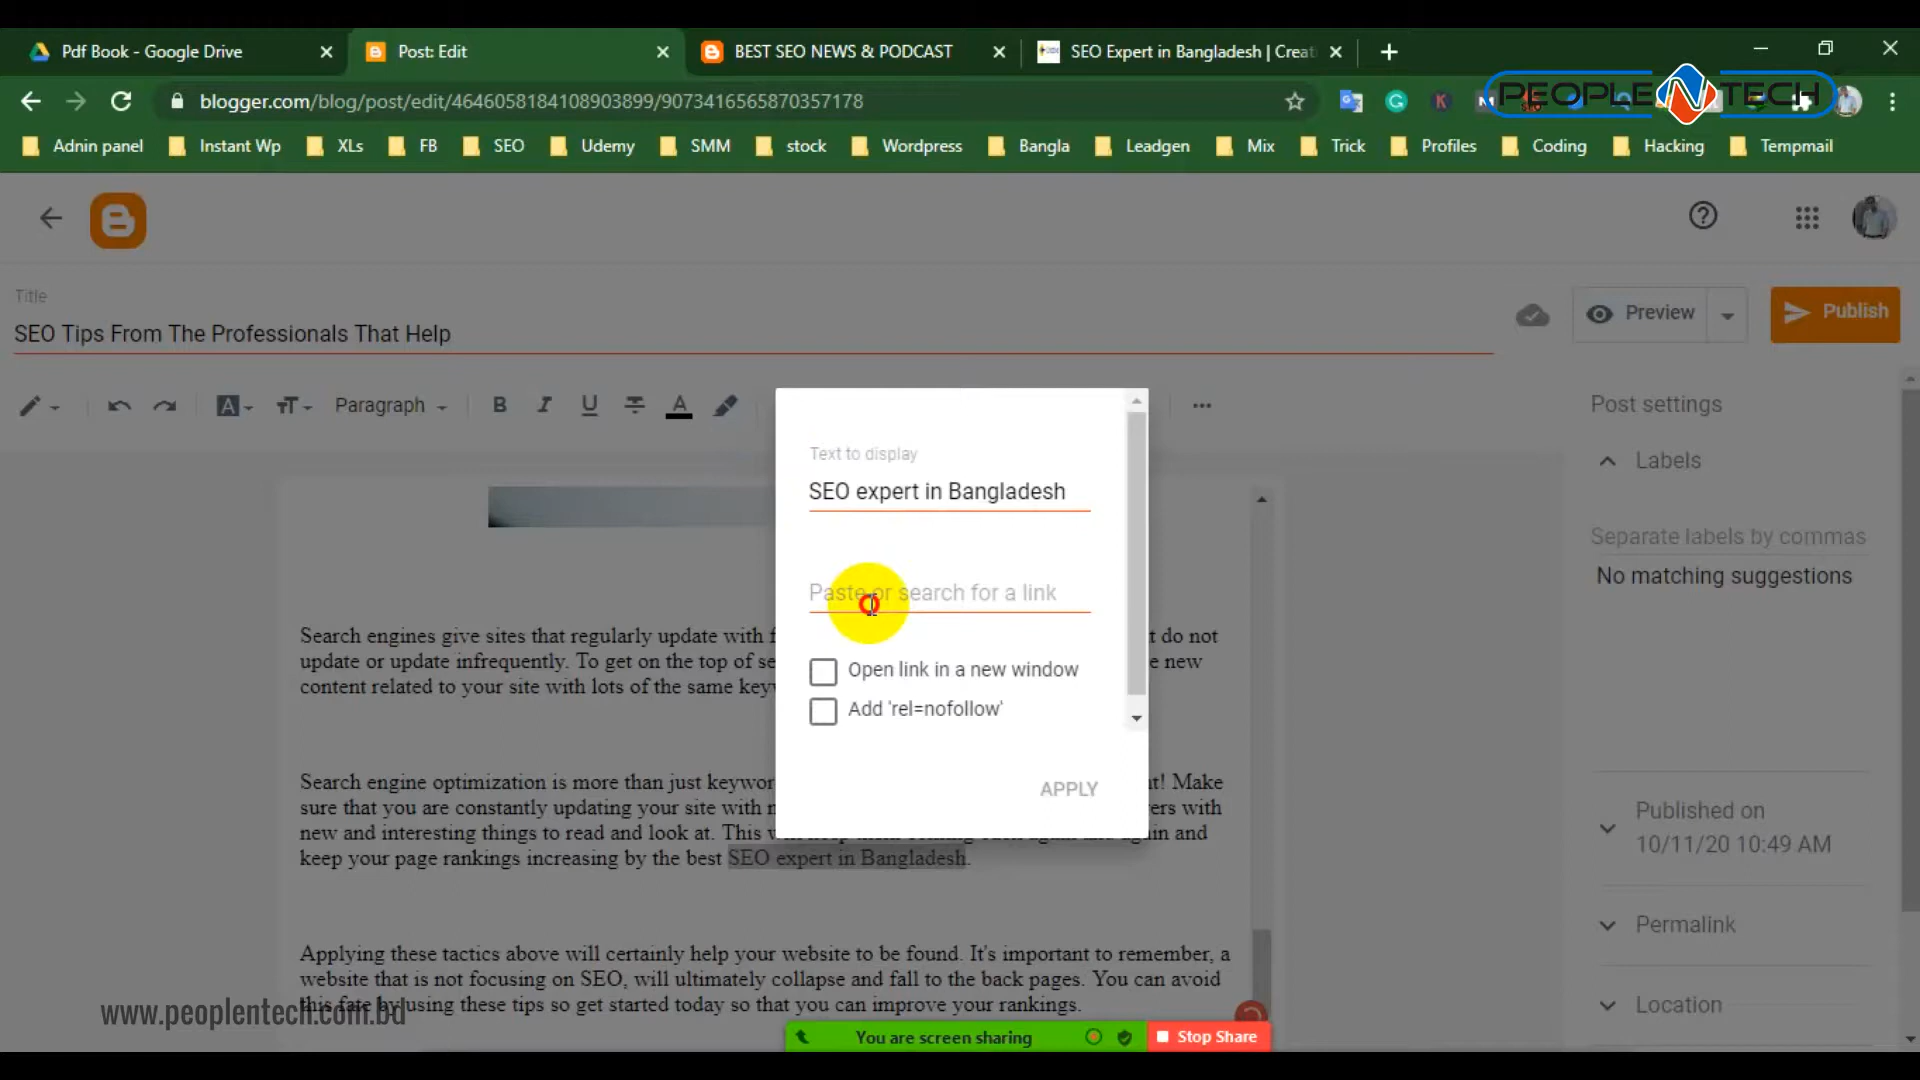 Pdf Book - Google Drive
Post: Edit
BEST SEO NEWS & PODCAST
SEO Expert in Bangladesh | Creati
blogger.com/blog/post/edit/4646058184108903899/9073416565870357178
PEOPLE N TECH
Adnin panel
Instant Wp
XLs
FB
SEO
Udemy
SMM
stock
Wordpress
Bangla
Leadgen
Mix
Trick
Profiles
Coding
Hacking
Tempmail
Title
SEO Tips From The Professionals That Help
Preview
Publish
Paragraph
B I U A
Post settings
Labels
Separate labels by commas
No matching suggestions
Published on
10/11/20 10:49 AM
Permalink
Location
Text to display
SEO expert in Bangladesh
Paste or search for a link
Open link in a new window
Add 'rel=nofollow'
APPLY
Search engines give sites that regularly update with f t do not
update or update infrequently. To get on the top of se e new
content related to your site with lots of the same key
Search engine optimization is more than just keywor t! Make
sure that you are constantly updating your site with ers with
new and interesting things to read and look at. This again and
keep your page rankings increasing by the best SEO expert in Bangladesh.
Applying these tactics above will certainly help your website to be found. It's important to remember, a
website that is not focusing on SEO, will ultimately collapse and fall to the back pages. You can avoid
this fate by using these tips so get started today so that you can improve your rankings.
www.peoplentech.com.bd
You are screen sharing
Stop Share